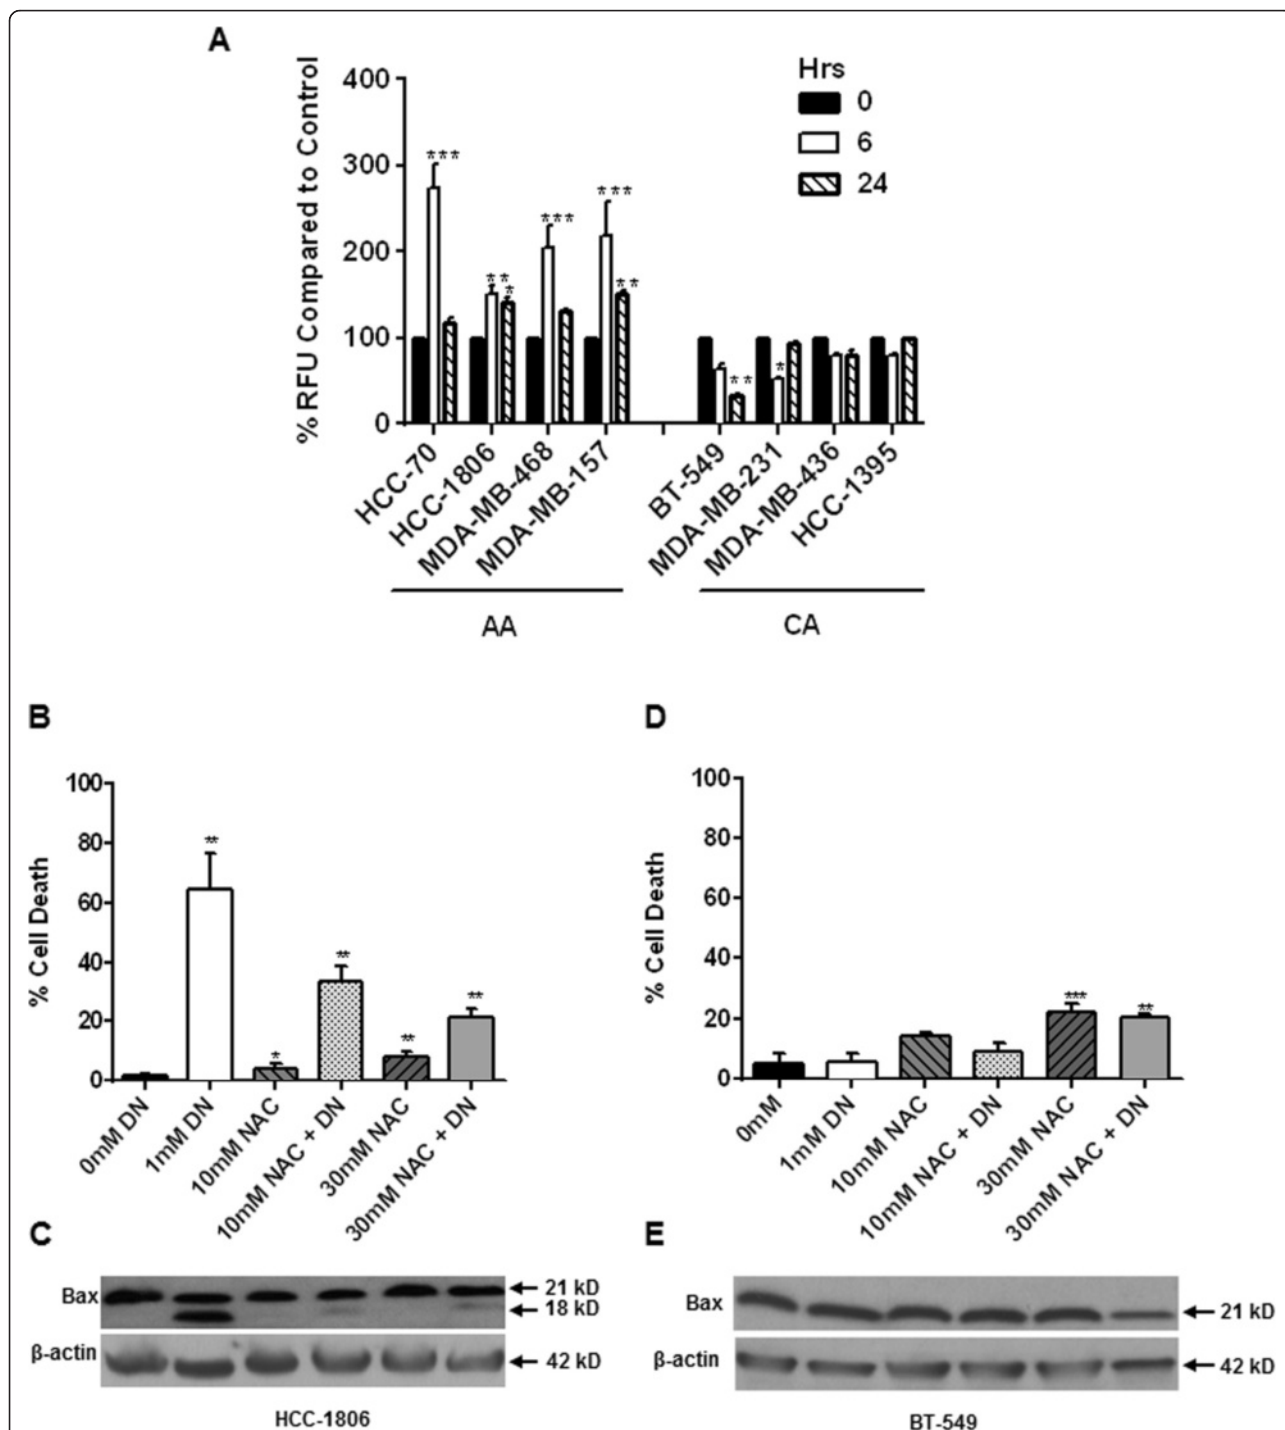 A
% RFU Compared to Control
400
300
200
100
0
Hrs
0
6
24
***
** *
***
***
**
**
*
HCC-70
HCC-1806
MDA-MB-468
MDA-MB-157
BT-549
MDA-MB-231
MDA-MB-436
HCC-1395
AA
CA
B
% Cell Death
100
80
60
40
20
0
**
*
**
**
**
0mM DN
1mM DN
10mM NAC
10mM NAC + DN
30mM NAC
30mM NAC + DN
D
% Cell Death
100
80
60
40
20
0
***
**
0mM
1mM DN
10mM NAC
10mM NAC + DN
30mM NAC
30mM NAC + DN
C
Bax
21 kD
18 kD
β-actin
42 kD
HCC-1806
E
Bax
21 kD
β-actin
42 kD
BT-549